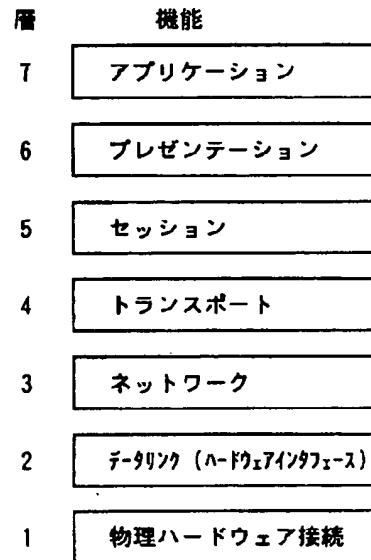 層 機能
7 アプリケーション
6 プレゼンテーション
5 セッション
4 トランスポート
3 ネットワーク
2 データリンク (ハードウェアインタフェース)
1 物理ハードウェア接続